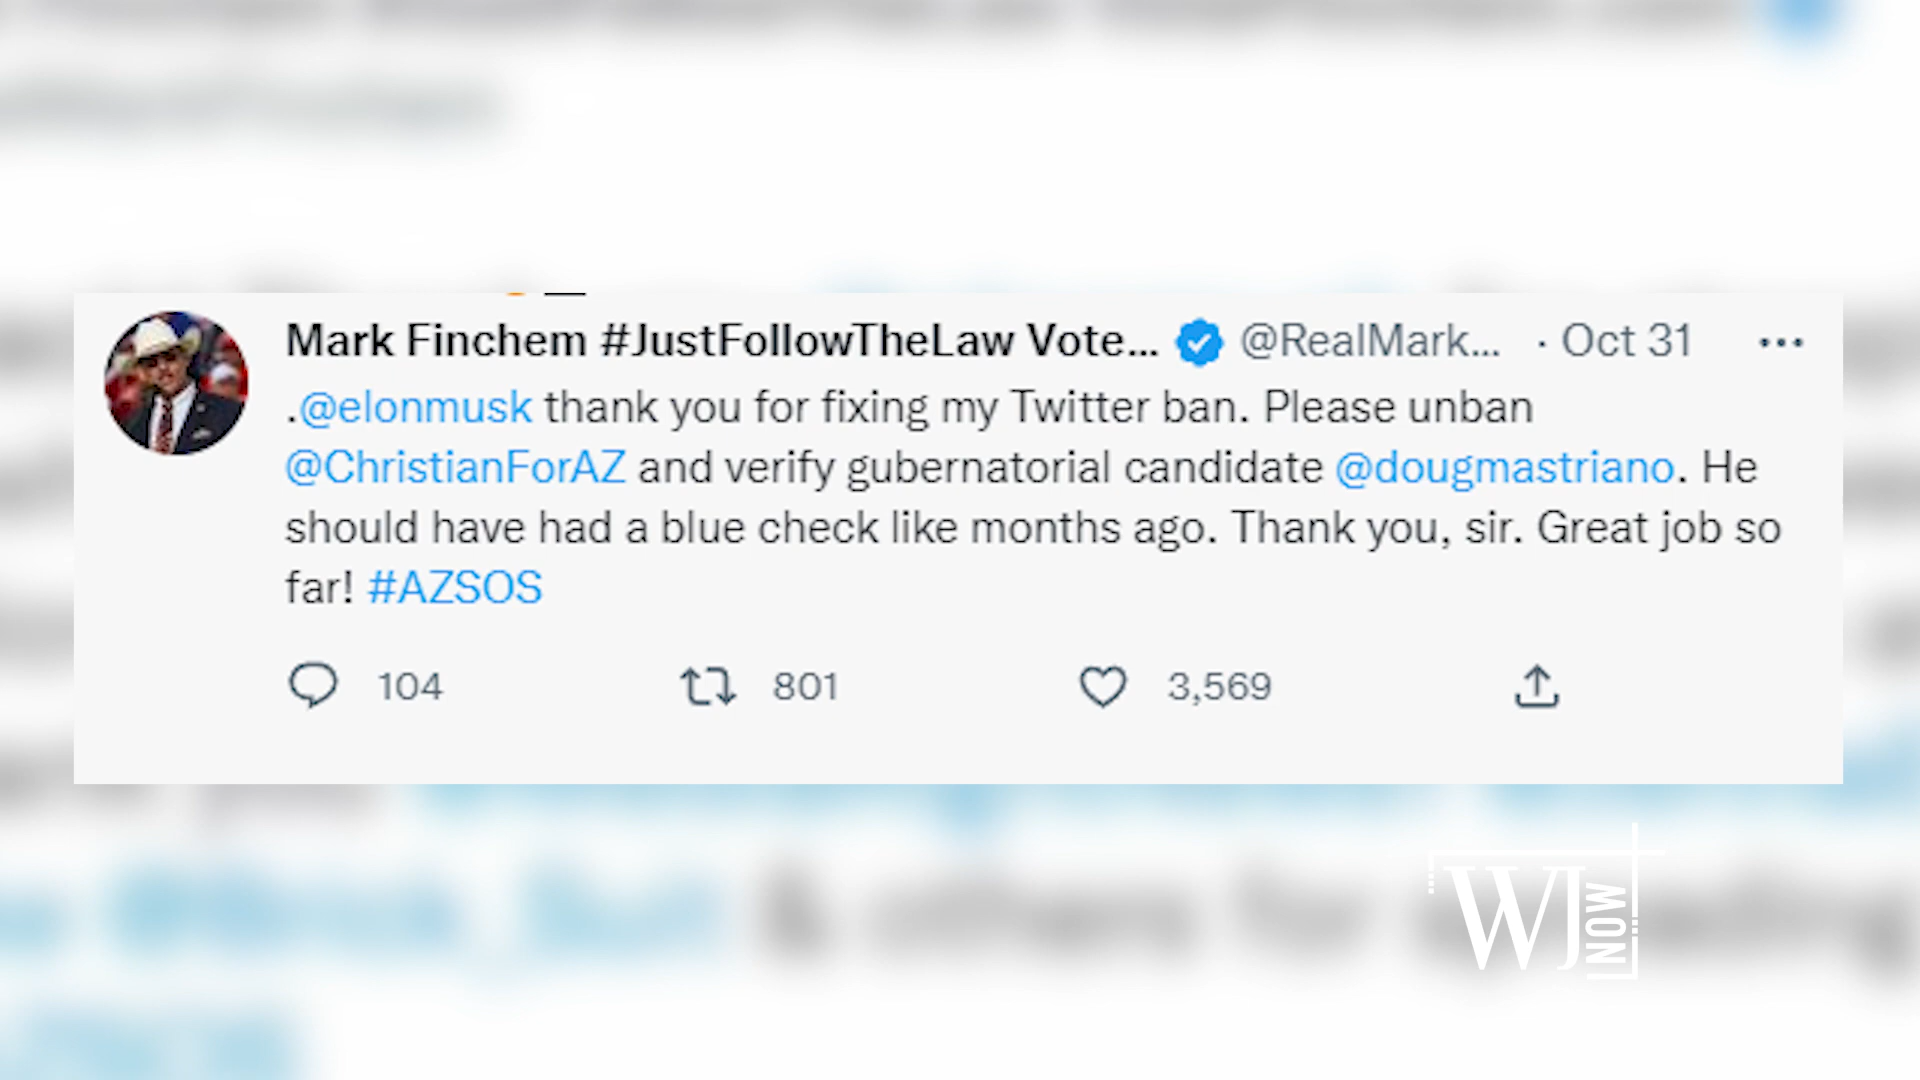 Mark Finchem #JustFollowTheLaw Vote... @RealMark... · Oct 31 ...
.@elonmusk thank you for fixing my Twitter ban. Please unban
@ChristianForAZ and verify gubernatorial candidate @dougmastriano. He
should have had a blue check like months ago. Thank you, sir. Great job so
far! #AZSOS
104 801 3,569
WJ NOW